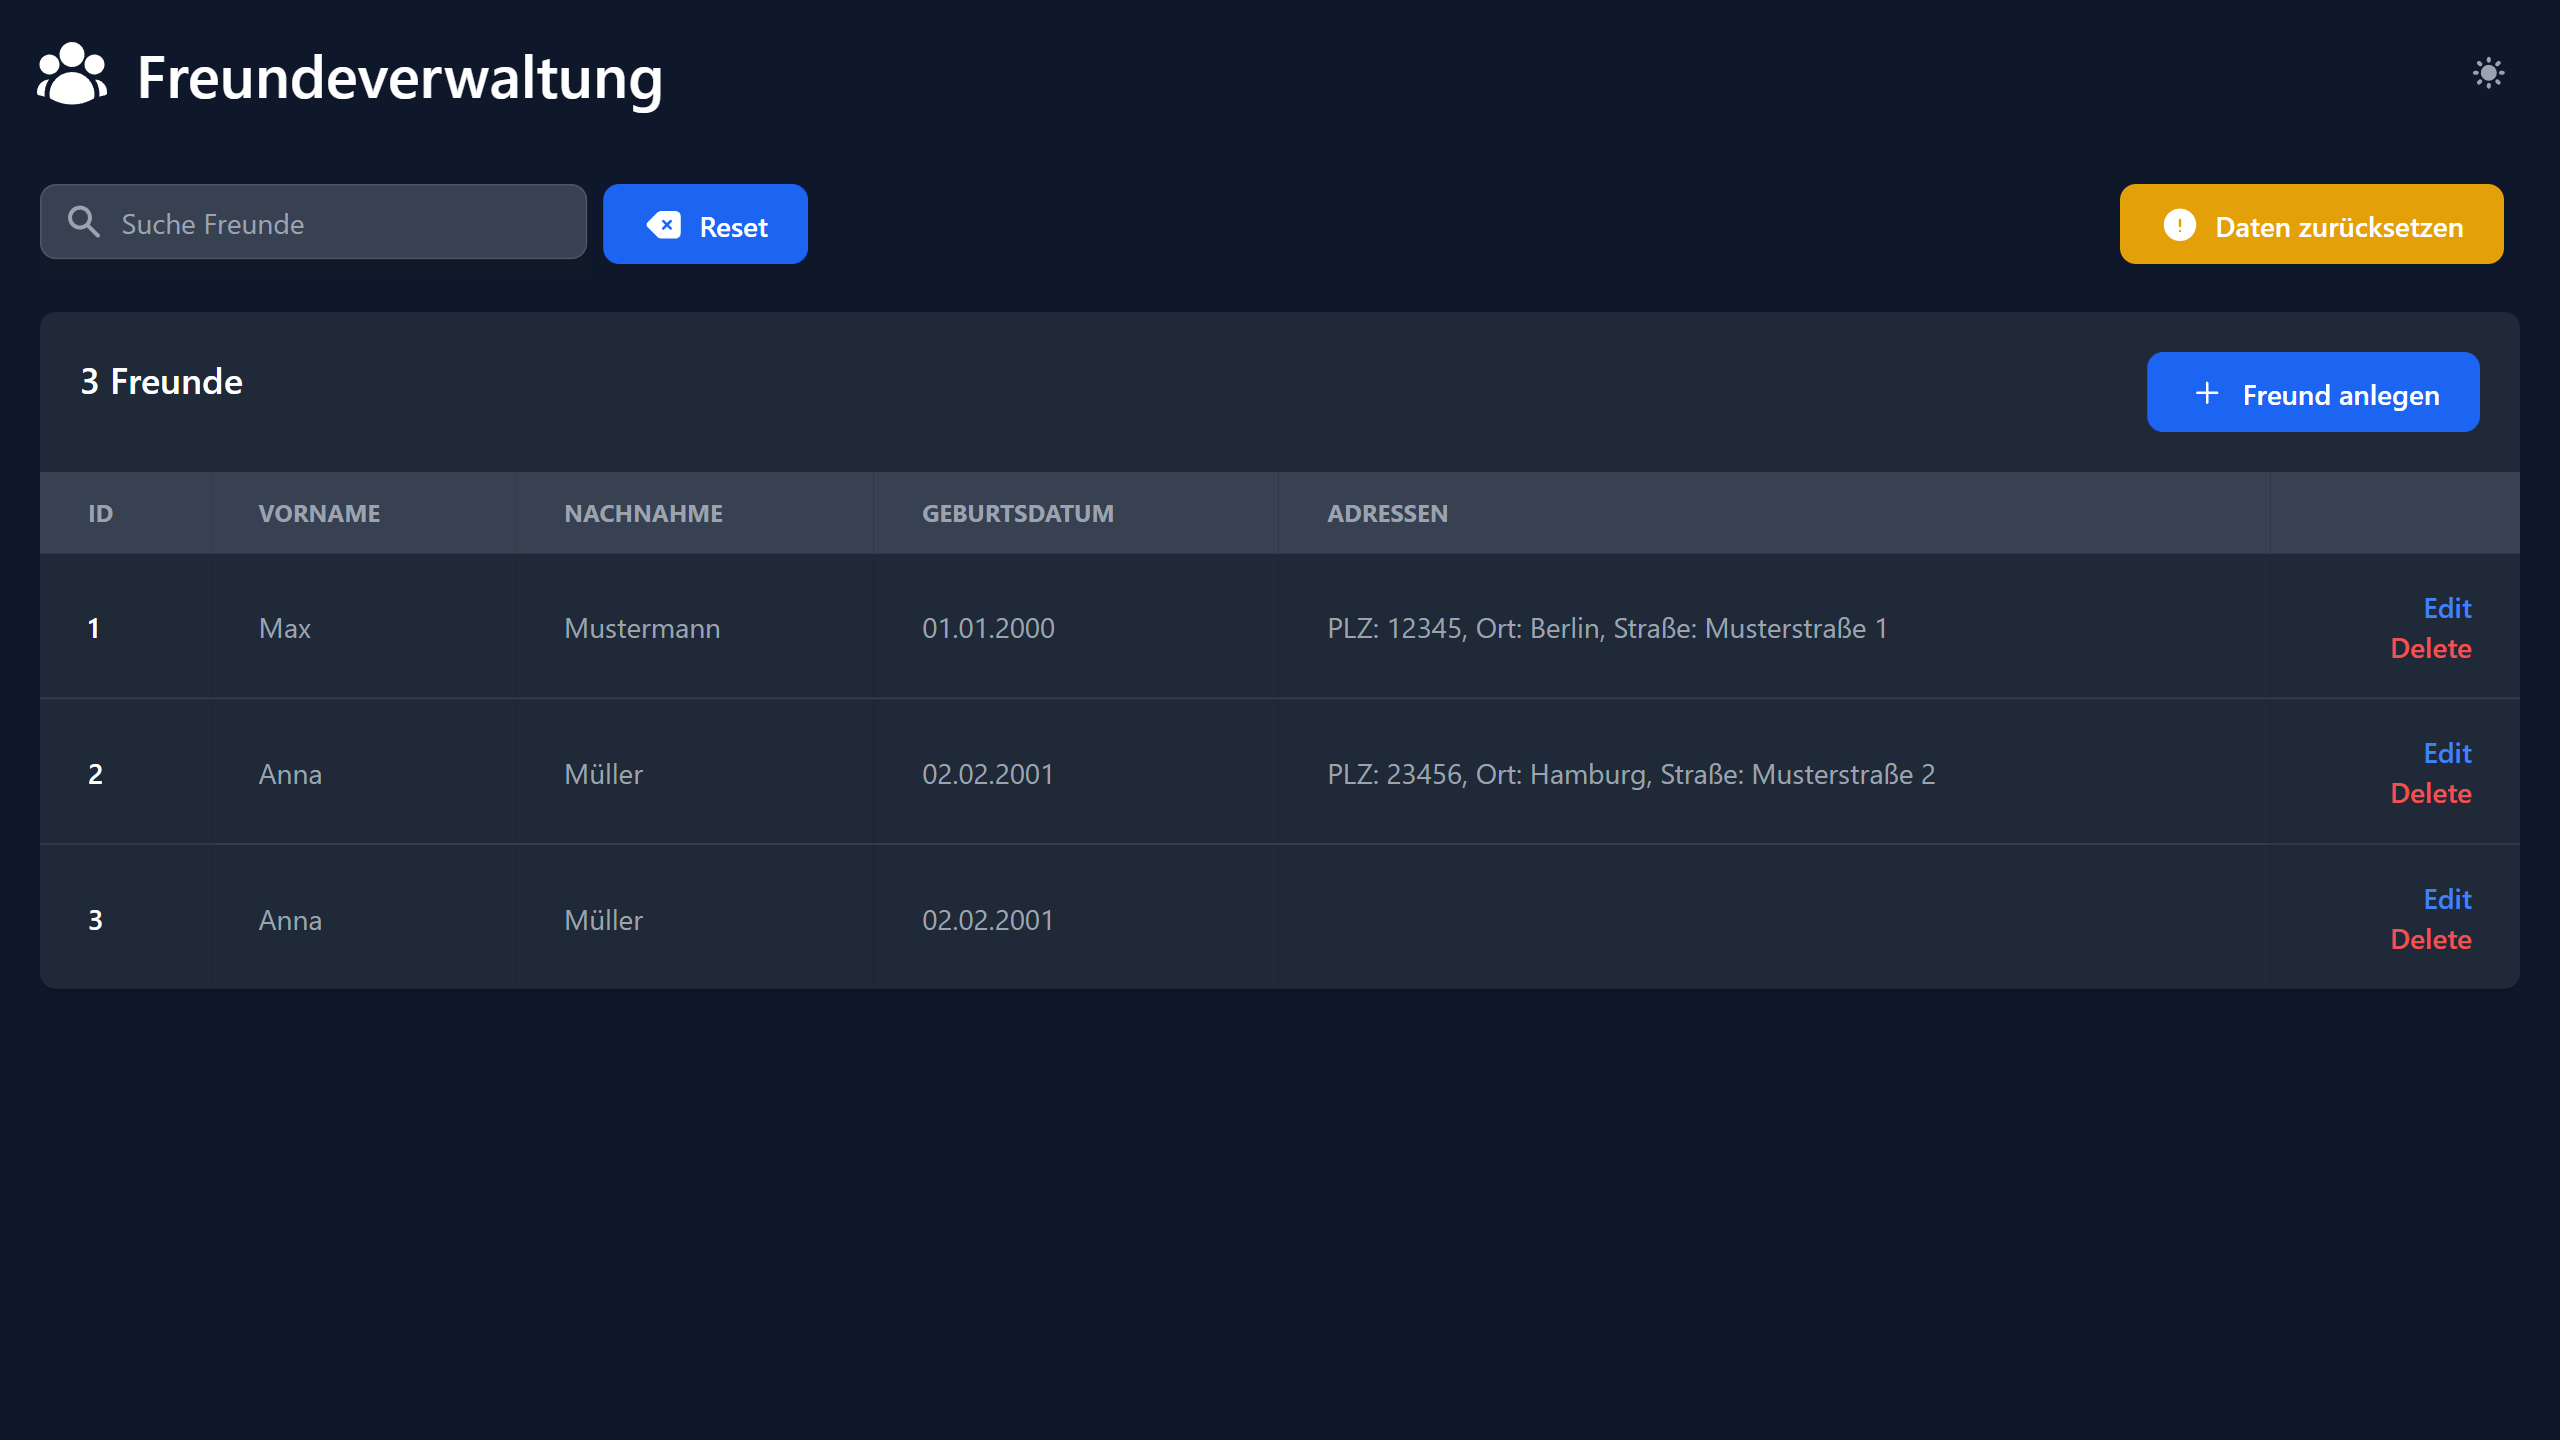 Freundeverwaltung
Suche Freunde
Reset
Daten zurücksetzen
3 Freunde
Freund anlegen
ID VORNAME NACHNAHME GEBURTSDATUM ADRESSEN
1 Max Mustermann 01.01.2000 PLZ: 12345, Ort: Berlin, Straße: Musterstraße 1 Edit
Delete
2 Anna Müller 02.02.2001 PLZ: 23456, Ort: Hamburg, Straße: Musterstraße 2 Edit
Delete
3 Anna Müller 02.02.2001 Edit
Delete